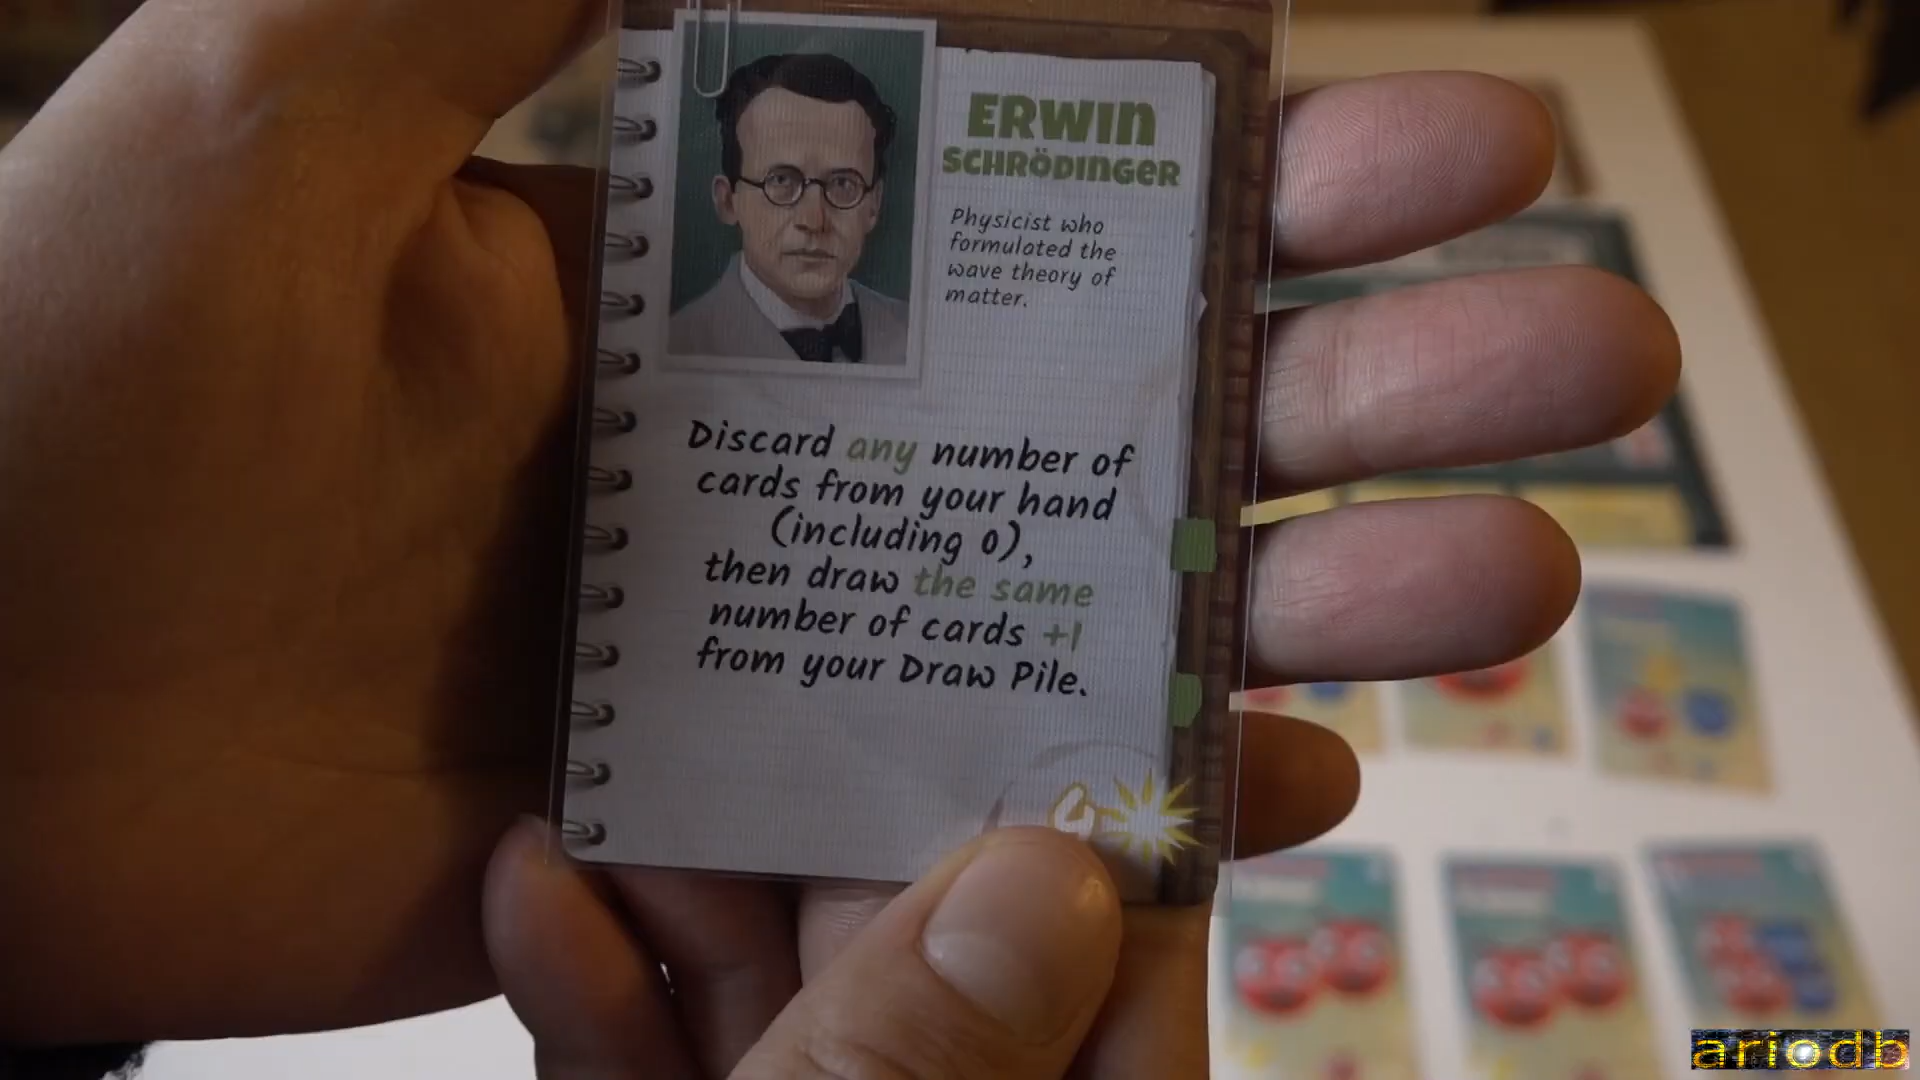 ERWIN
SCHRÖDINGER
Physicist who
formulated the
wave theory of
matter.
Discard any number of
cards from your hand
(including 0),
then draw the same
number of cards +1
from your Draw Pile.
ariodb